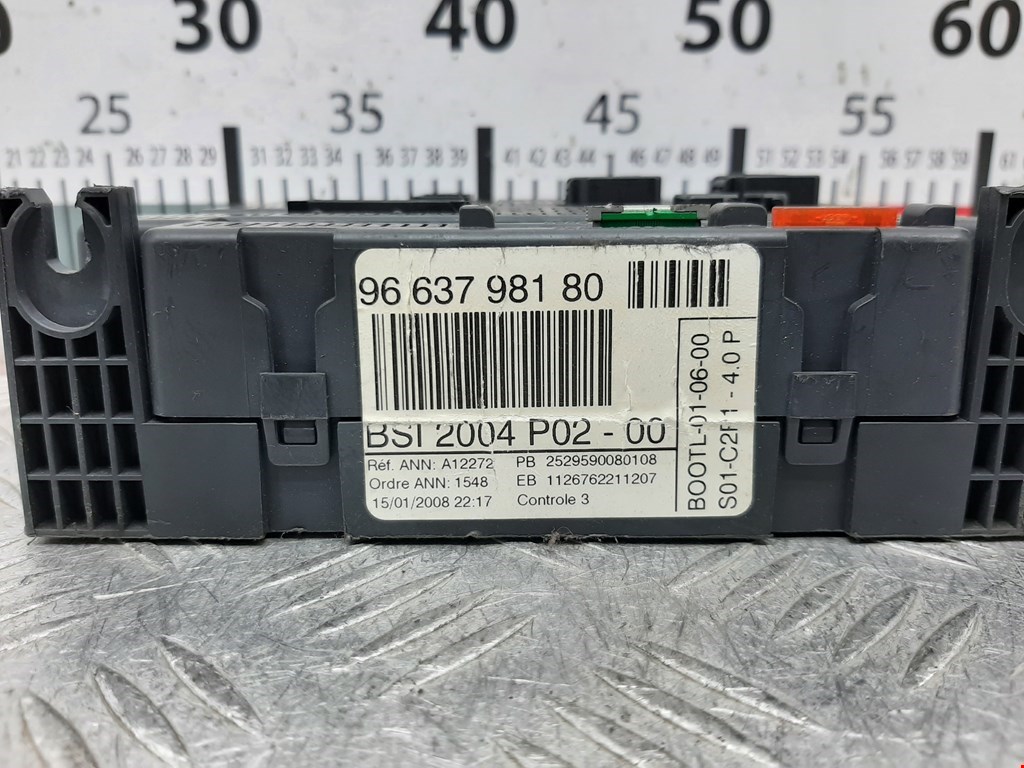 30 40 50 60
25 35 45 55
21 22 23 24 26 27 28 29 31 32 33 34 36 37 38 39 41 42 43 44 46 47 48 49 51 52 53 54 56 57 58 59 61
96 637 981 80
BSI 2004 P02 - 00
Réf. ANN: A12272 PB 2529590080108
Ordre ANN: 1548 EB 1126762211207
15/01/2008 22:17 Controle 3
BOOTL-01-06-00
S01-C2F1 - 4.0 P